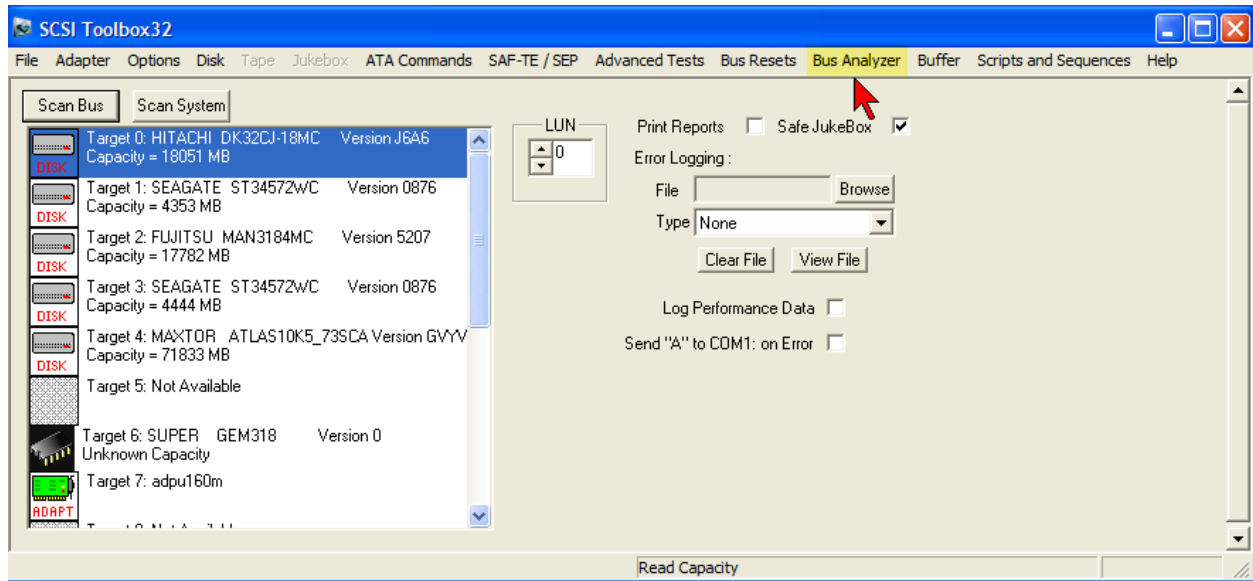 SCSI Toolbox32
File Adapter Options Disk Tape Jukebox ATA Commands SAF-TE / SEP Advanced Tests Bus Resets Bus Analyzer Buffer Scripts and Sequences Help
Scan Bus Scan System
Target 0: HITACHI DK32CJ-18MC Version J6A6
Capacity = 18051 MB
DISK
Target 1: SEAGATE ST34572WC Version 0876
Capacity = 4353 MB
DISK
Target 2: FUJITSU MAN3184MC Version 5207
Capacity = 17782 MB
DISK
Target 3: SEAGATE ST34572WC Version 0876
Capacity = 4444 MB
DISK
Target 4: MAXTOR ATLAS10K5_73SCA Version GVYV
Capacity = 71833 MB
DISK
Target 5: Not Available
Target 6: SUPER GEM318 Version 0
Unknown Capacity
Target 7: adpu160m
ADAPT
LUN
0
Print Reports Safe JukeBox
Error Logging :
File Browse
Type None
Clear File View File
Log Performance Data
Send "A" to COM1: on Error
Read Capacity